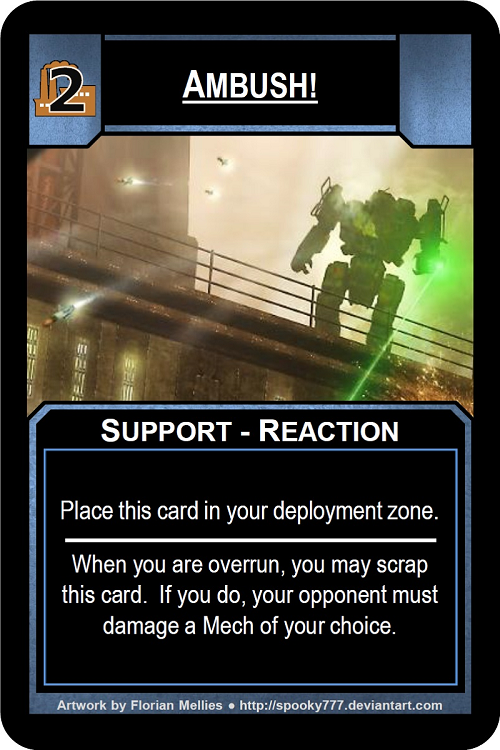 2
AMBUSH!
SUPPORT - REACTION
Place this card in your deployment zone.
When you are overrun, you may scrap
this card.  If you do, your opponent must
damage a Mech of your choice.
Artwork by Florian Mellies ● http://spooky777.deviantart.com